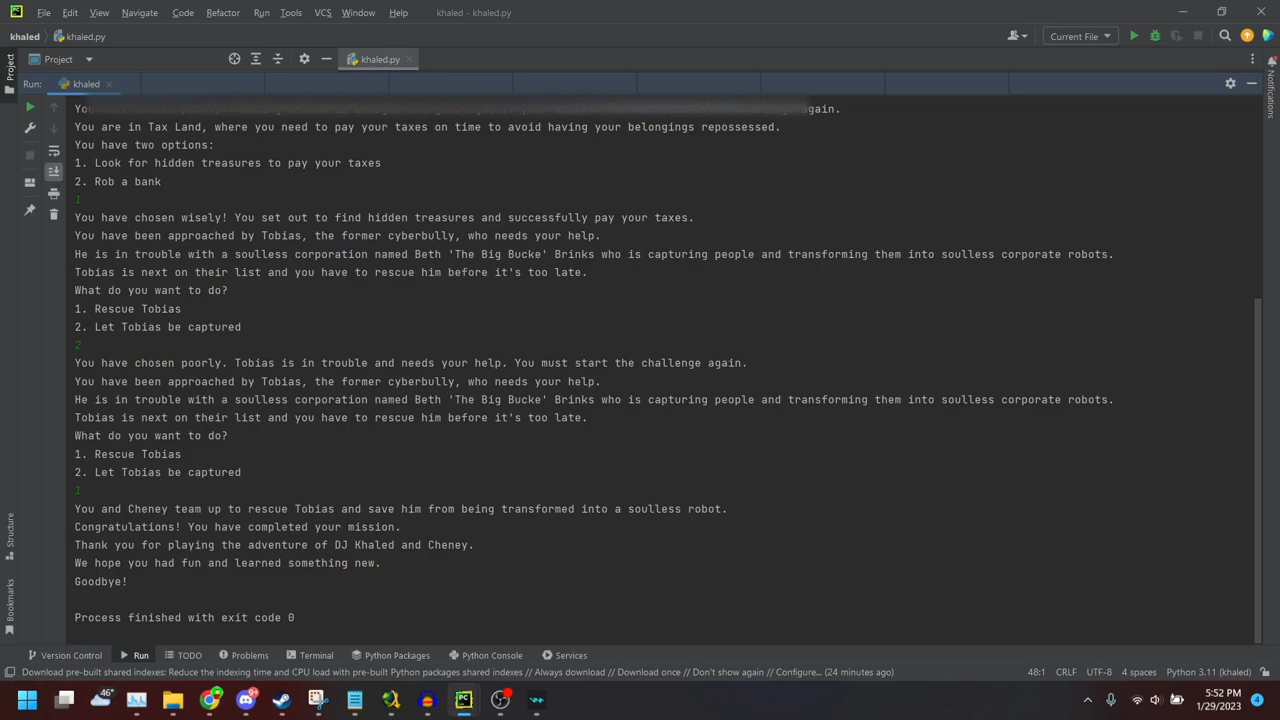 File Edit View Navigate Code Refactor Run Tools VCS Window Help khaled - khaled.py
khaled khaled.py Current File
Project khaled.py
Run: khaled
You again.
You are in Tax Land, where you need to pay your taxes on time to avoid having your belongings repossessed.
You have two options:
1. Look for hidden treasures to pay your taxes
2. Rob a bank
1
You have chosen wisely! You set out to find hidden treasures and successfully pay your taxes.
You have been approached by Tobias, the former cyberbully, who needs your help.
He is in trouble with a soulless corporation named Beth 'The Big Bucke' Brinks who is capturing people and transforming them into soulless corporate robots.
Tobias is next on their list and you have to rescue him before it's too late.
What do you want to do?
1. Rescue Tobias
2. Let Tobias be captured
2
You have chosen poorly. Tobias is in trouble and needs your help. You must start the challenge again.
You have been approached by Tobias, the former cyberbully, who needs your help.
He is in trouble with a soulless corporation named Beth 'The Big Bucke' Brinks who is capturing people and transforming them into soulless corporate robots.
Tobias is next on their list and you have to rescue him before it's too late.
What do you want to do?
1. Rescue Tobias
2. Let Tobias be captured
1
You and Cheney team up to rescue Tobias and save him from being transformed into a soulless robot.
Congratulations! You have completed your mission.
Thank you for playing the adventure of DJ Khaled and Cheney.
We hope you had fun and learned something new.
Goodbye!
Process finished with exit code 0
Project
Structure
Bookmarks
Notifications
Version Control Run TODO Problems Terminal Python Packages Python Console Services
Download pre-built shared indexes: Reduce the indexing time and CPU load with pre-built Python packages shared indexes // Always download // Download once // Don't show again // Configure... (24 minutes ago) 48:1 CRLF UTF-8 4 spaces Python 3.11 (khaled)
46° 9+ PC 5:52 PM
1/29/2023 4